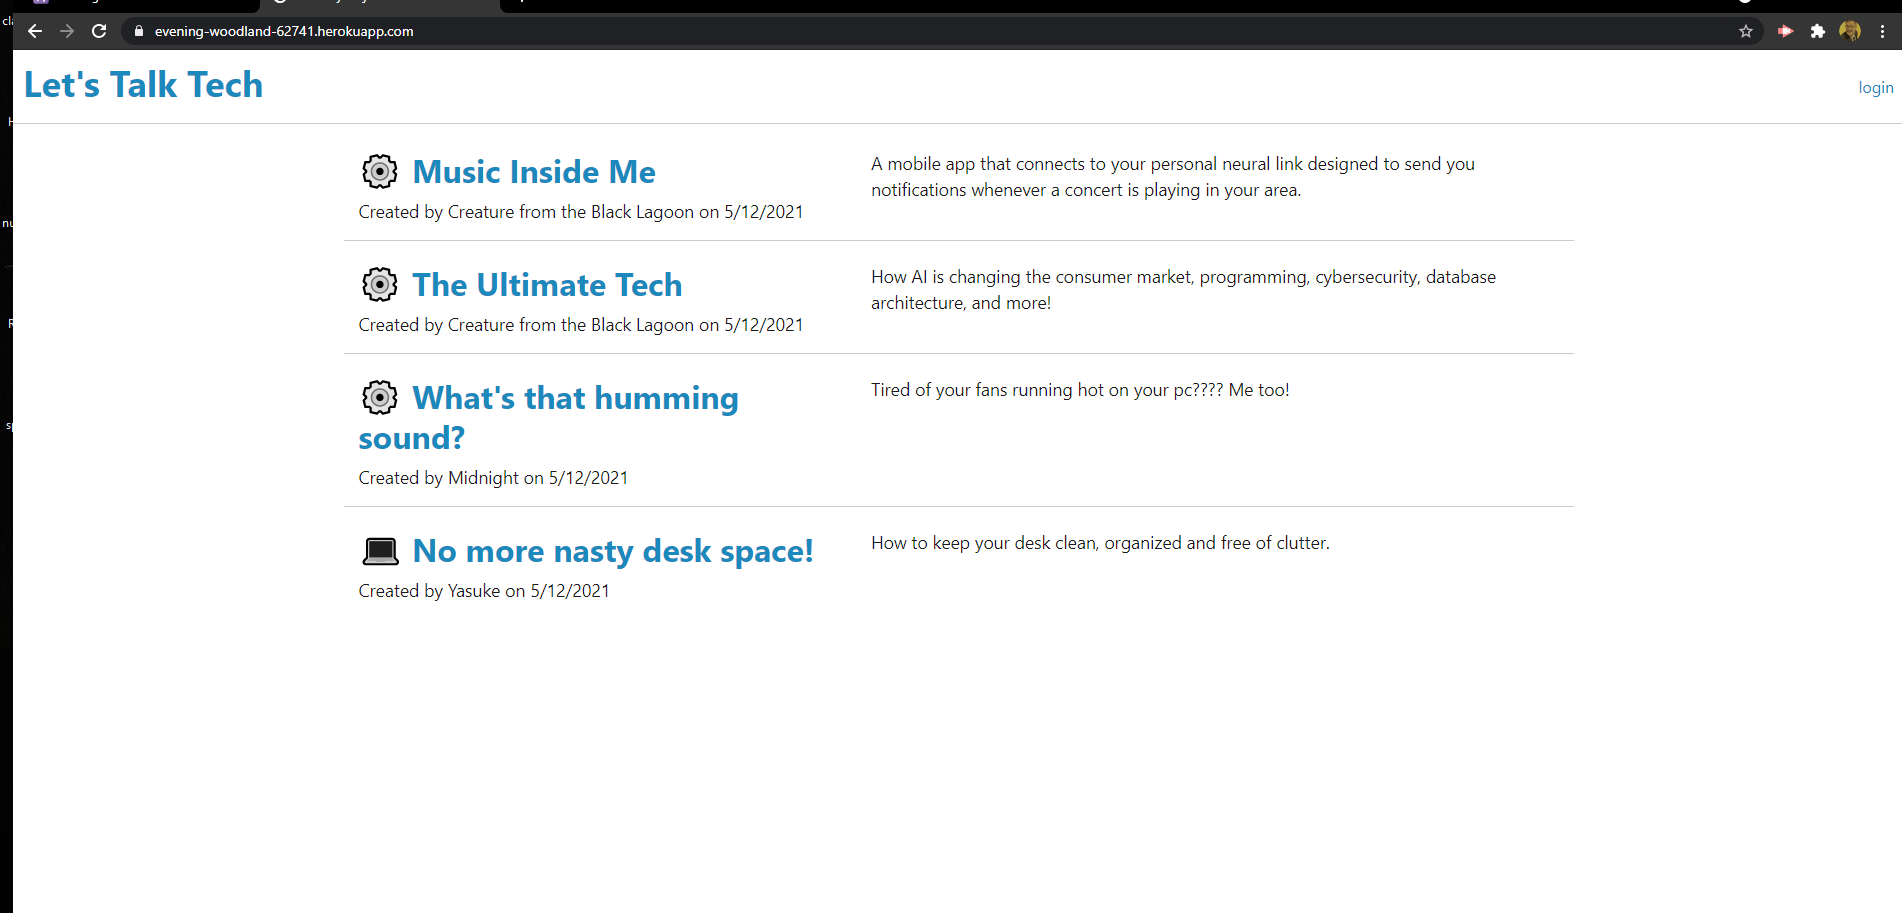 evening-woodland-62741.herokuapp.com
Let's Talk Tech
login
Music Inside Me
Created by Creature from the Black Lagoon on 5/12/2021
A mobile app that connects to your personal neural link designed to send you
notifications whenever a concert is playing in your area.
The Ultimate Tech
Created by Creature from the Black Lagoon on 5/12/2021
How AI is changing the consumer market, programming, cybersecurity, database
architecture, and more!
What's that humming
sound?
Created by Midnight on 5/12/2021
Tired of your fans running hot on your pc???? Me too!
No more nasty desk space!
Created by Yasuke on 5/12/2021
How to keep your desk clean, organized and free of clutter.